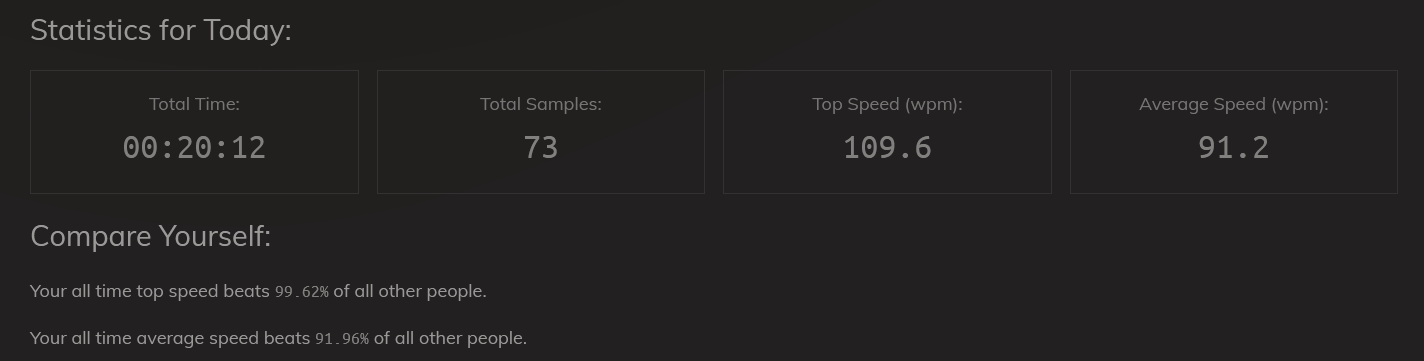 Statistics for Today:
Total Time:
00:20:12
Total Samples:
73
Top Speed (wpm):
109.6
Average Speed (wpm):
91.2
Compare Yourself:
Your all time top speed beats 99.62% of all other people.
Your all time average speed beats 91.96% of all other people.